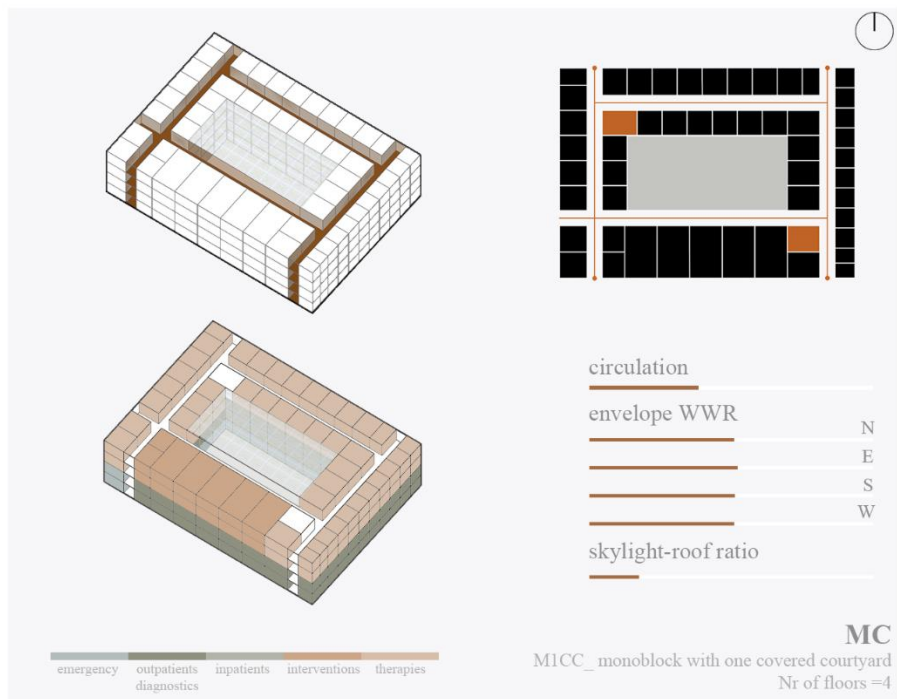 circulation
envelope WWR
N
E
S
W
skylight-roof ratio
MC
M1CC_ monoblock with one covered courtyard
Nr of floors =4
emergency outpatients inpatients interventions therapies
diagnostics